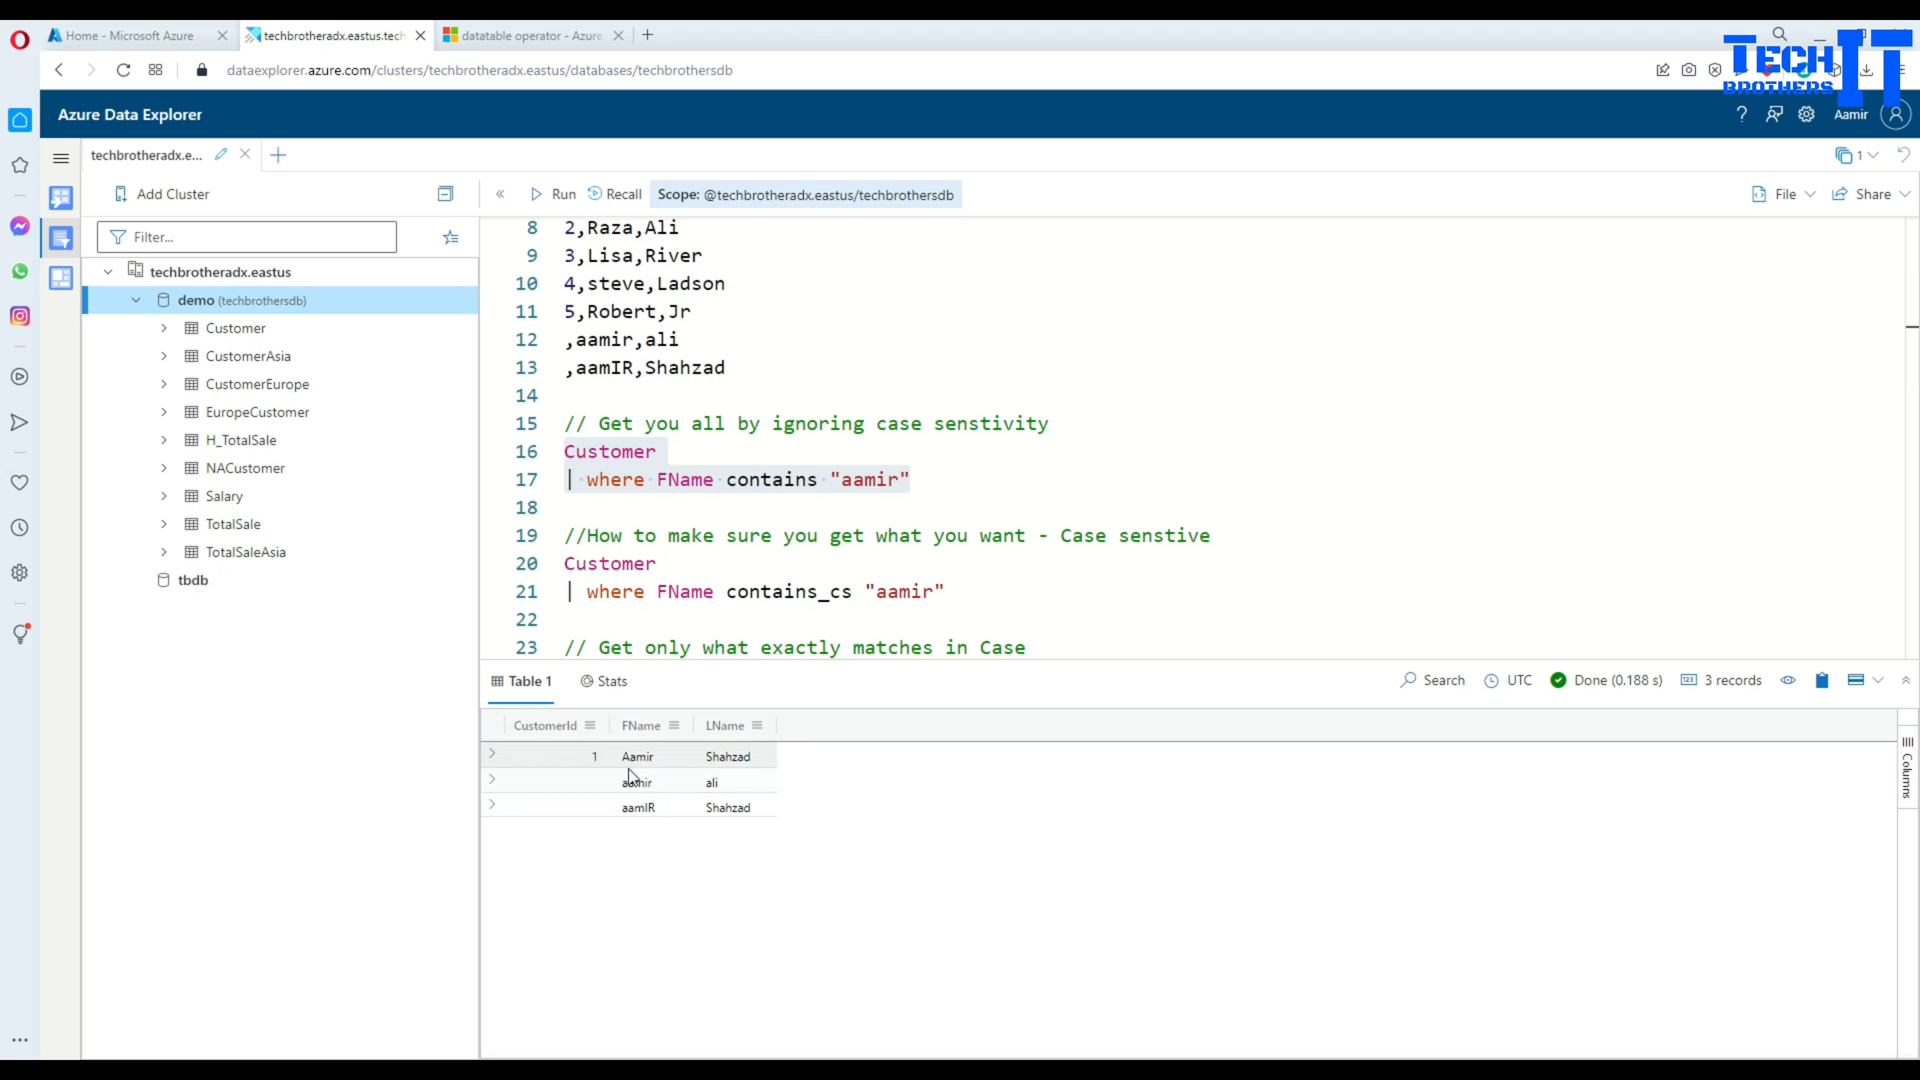 Home - Microsoft Azure
techbrotheradx.eastus.tech
datatable operator - Azure
TECH IT
BROTHERS
dataexplorer.azure.com/clusters/techbrotheradx.eastus/databases/techbrothersdb
Azure Data Explorer
Aamir
techbrotheradx.e...
1
Add Cluster
Run
Recall
Scope: @techbrotheradx.eastus/techbrothersdb
File
Share
Filter...
techbrotheradx.eastus
demo (techbrothersdb)
Customer
CustomerAsia
CustomerEurope
EuropeCustomer
H_TotalSale
NACustomer
Salary
TotalSale
TotalSaleAsia
tbdb
8 2,Raza,Ali
9 3,Lisa,River
10 4,steve,Ladson
11 5,Robert,Jr
12 ,aamir,ali
13 ,aamIR,Shahzad
14
15 // Get you all by ignoring case senstivity
16 Customer
17 | where FName contains "aamir"
18
19 //How to make sure you get what you want - Case senstive
20 Customer
21 | where FName contains_cs "aamir"
22
23 // Get only what exactly matches in Case
Table 1
Stats
Search
UTC
Done (0.188 s)
3 records
CustomerId FName LName
1 Aamir Shahzad
aamir ali
aamIR Shahzad
Columns